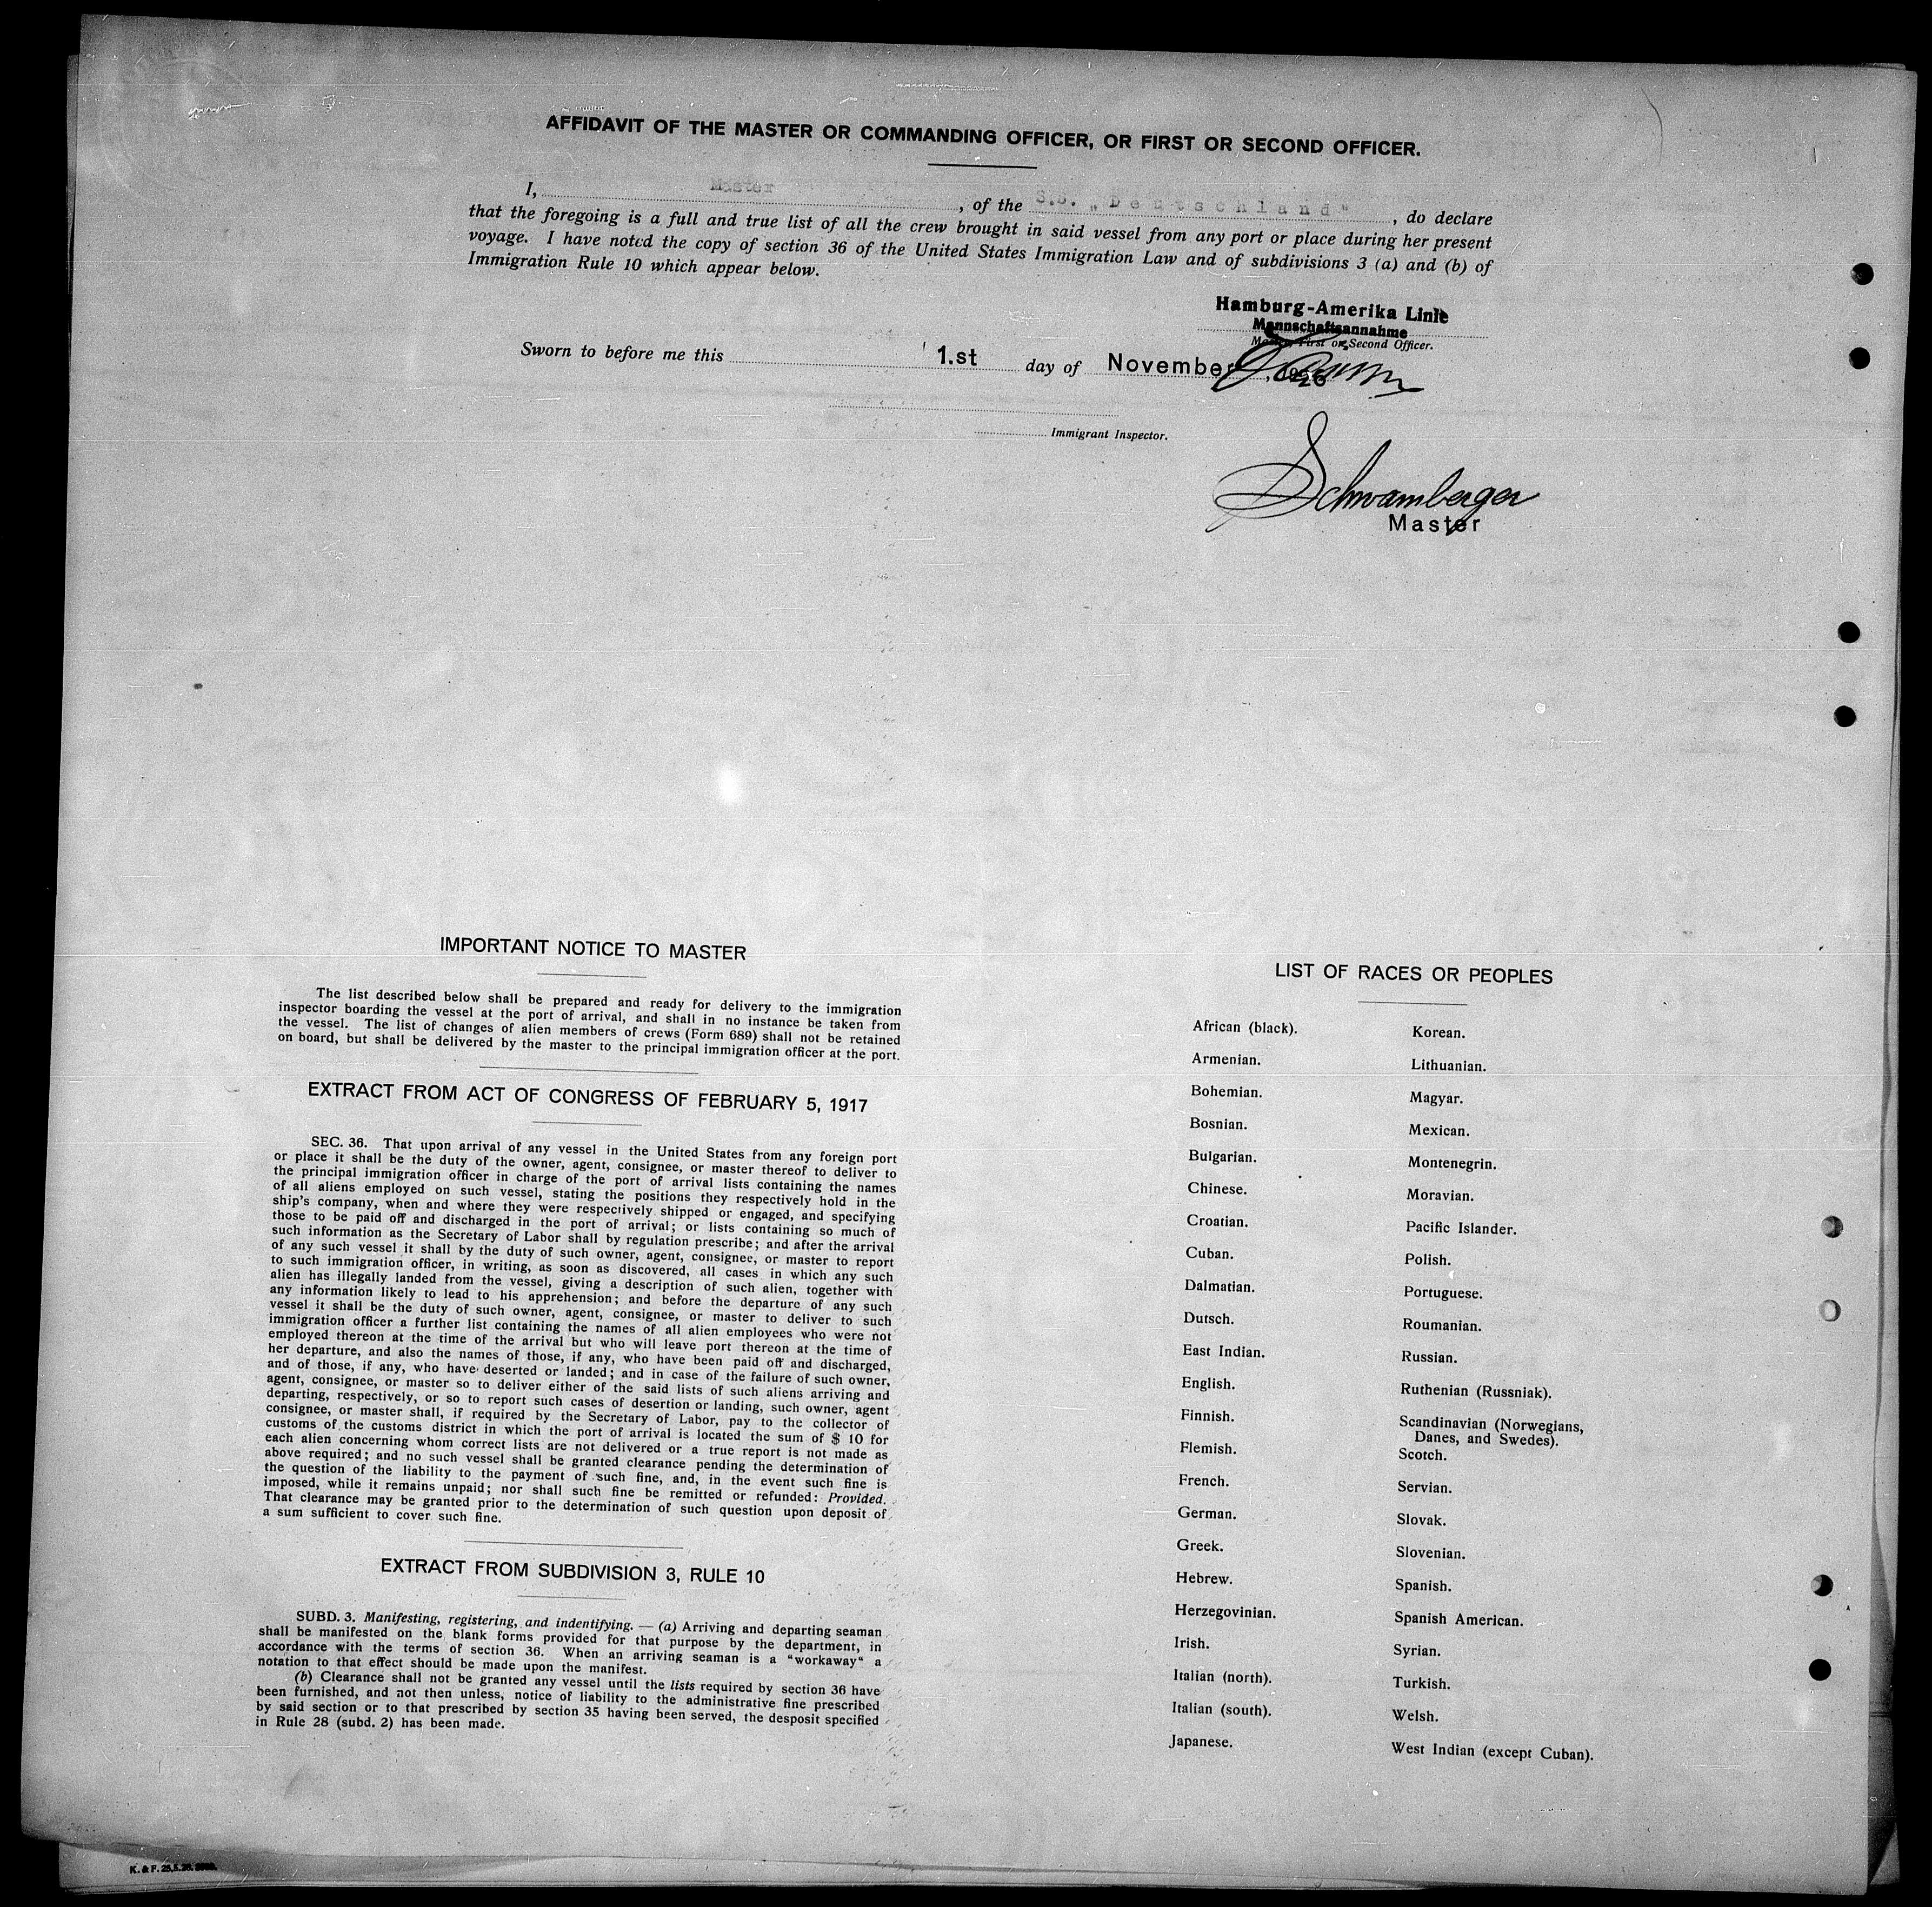 AFFIDAVIT OF THE MASTER OR COMMANDING OFFICER, OR FIRST OR SECOND OFFICER.
I, Master, of the S.S. „Deutschland", do declare
that the foregoing is a full and true list of all the crew brought in said vessel from any port or place during her present
voyage. I have noted the copy of section 36 of the United States Immigration Law and of subdivisions 3 (a) and (b) of
Immigration Rule 10 which appear below.
Hamburg-Amerika Linie
Mannschaftsannahme
Master, First or Second Officer.
Sworn to before me this 1.st day of November, 1926
Immigrant Inspector.
Schwamberger
Master
IMPORTANT NOTICE TO MASTER
The list described below shall be prepared and ready for delivery to the immigration
inspector boarding the vessel at the port of arrival, and shall in no instance be taken from
the vessel. The list of changes of alien members of crews (Form 689) shall not be retained
on board, but shall be delivered by the master to the principal immigration officer at the port.
EXTRACT FROM ACT OF CONGRESS OF FEBRUARY 5, 1917
SEC. 36. That upon arrival of any vessel in the United States from any foreign port
or place it shall be the duty of the owner, agent, consignee, or master thereof to deliver to
the principal immigration officer in charge of the port of arrival lists containing the names
of all aliens employed on such vessel, stating the positions they respectively hold in the
ship's company, when and where they were respectively shipped or engaged, and specifying
those to be paid off and discharged in the port of arrival; or lists containing so much of
such information as the Secretary of Labor shall by regulation prescribe; and after the arrival
of any such vessel it shall by the duty of such owner, agent, consignee, or master to report
to such immigration officer, in writing, as soon as discovered, all cases in which any such
alien has illegally landed from the vessel, giving a description of such alien, together with
any information likely to lead to his apprehension; and before the departure of any such
vessel it shall be the duty of such owner, agent, consignee, or master to deliver to such
immigration officer a further list containing the names of all alien employees who were not
employed thereon at the time of the arrival but who will leave port thereon at the time of
her departure, and also the names of those, if any, who have been paid off and discharged,
and of those, if any, who have deserted or landed; and in case of the failure of such owner,
agent, consignee, or master so to deliver either of the said lists of such aliens arriving and
departing, respectively, or so to report such cases of desertion or landing, such owner, agent
consignee, or master shall, if required by the Secretary of Labor, pay to the collector of
customs of the customs district in which the port of arrival is located the sum of $ 10 for
each alien concerning whom correct lists are not delivered or a true report is not made as
above required; and no such vessel shall be granted clearance pending the determination of
the question of the liability to the payment of such fine, and, in the event such fine is
imposed, while it remains unpaid; nor shall such fine be remitted or refunded: Provided.
That clearance may be granted prior to the determination of such question upon deposit of
a sum sufficient to cover such fine.
EXTRACT FROM SUBDIVISION 3, RULE 10
SUBD. 3. Manifesting, registering, and indentifying. — (a) Arriving and departing seaman
shall be manifested on the blank forms provided for that purpose by the department, in
accordance with the terms of section 36. When an arriving seaman is a "workaway" a
notation to that effect should be made upon the manifest.
(b) Clearance shall not be granted any vessel until the lists required by section 36 have
been furnished, and not then unless, notice of liability to the administrative fine prescribed
by said section or to that prescribed by section 35 having been served, the desposit specified
in Rule 28 (subd. 2) has been made.
LIST OF RACES OR PEOPLES
African (black).
Armenian.
Bohemian.
Bosnian.
Bulgarian.
Chinese.
Croatian.
Cuban.
Dalmatian.
Dutsch.
East Indian.
English.
Finnish.
Flemish.
French.
German.
Greek.
Hebrew.
Herzegovinian.
Irish.
Italian (north).
Italian (south).
Japanese.
Korean.
Lithuanian.
Magyar.
Mexican.
Montenegrin.
Moravian.
Pacific Islander.
Polish.
Portuguese.
Roumanian.
Russian.
Ruthenian (Russniak).
Scandinavian (Norwegians,
Danes, and Swedes).
Scotch.
Servian.
Slovak.
Slovenian.
Spanish.
Spanish American.
Syrian.
Turkish.
Welsh.
West Indian (except Cuban).
K. & F. 25.5.26.